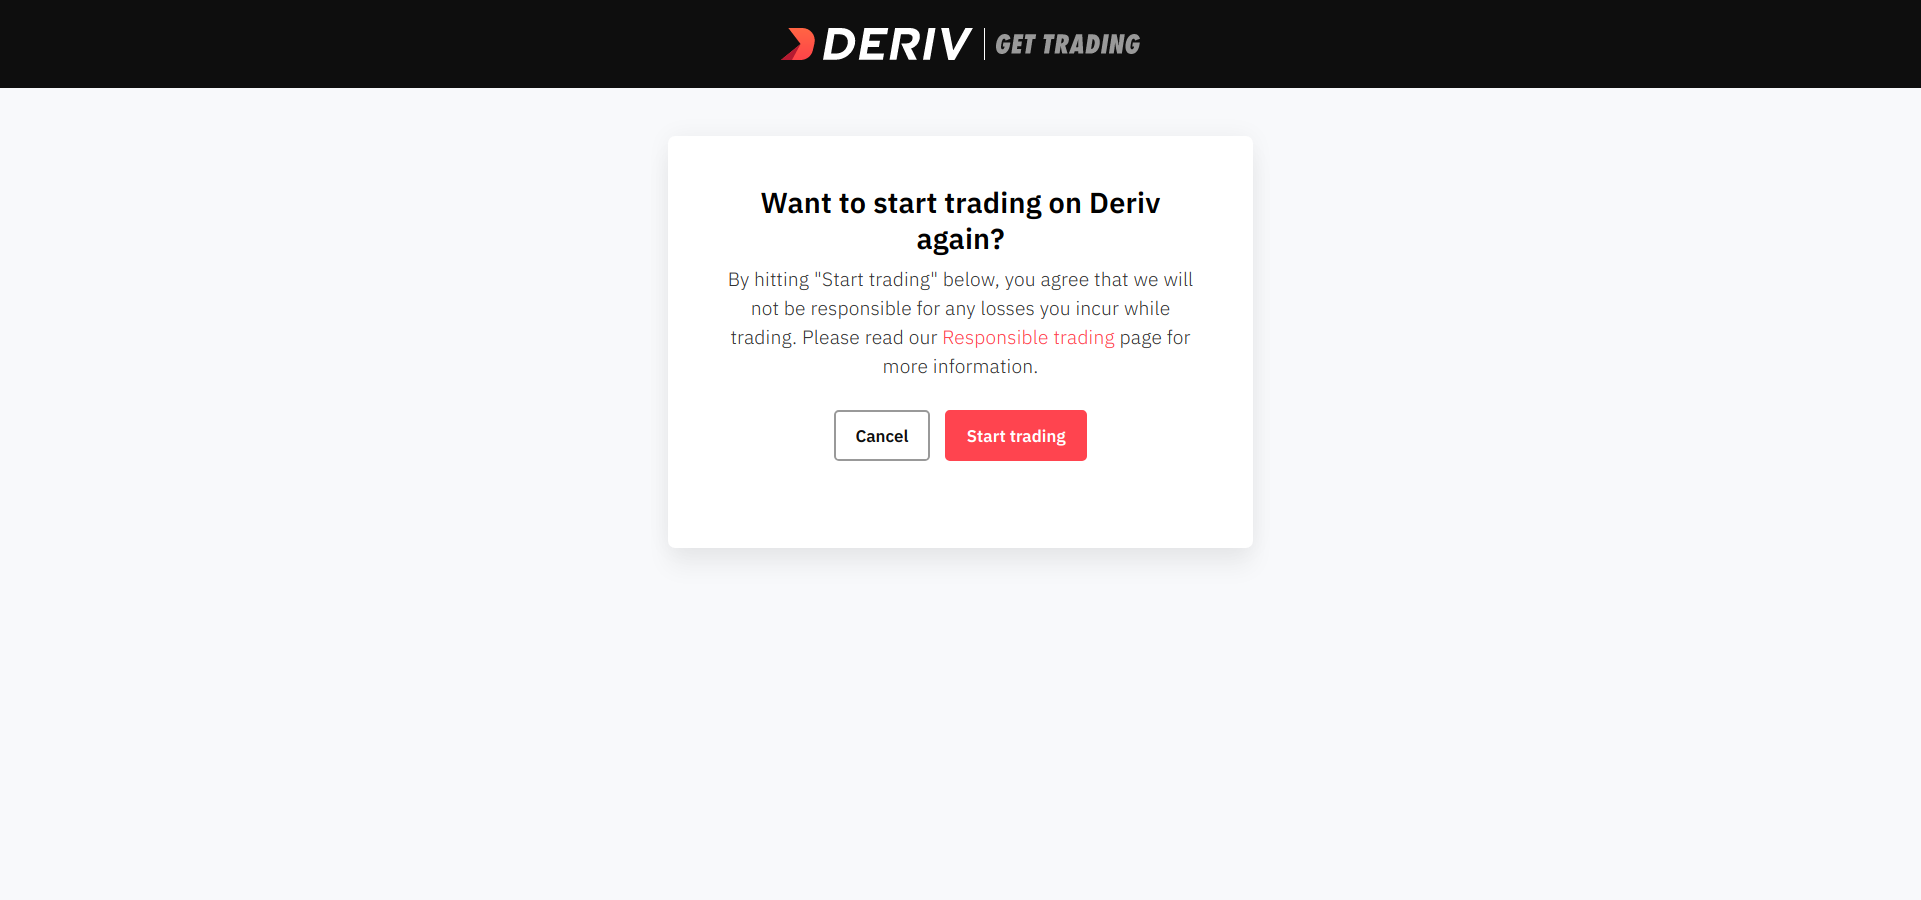 DERIV | GET TRADING
Want to start trading on Deriv
again?
By hitting "Start trading" below, you agree that we will
not be responsible for any losses you incur while
trading. Please read our Responsible trading page for
more information.
Cancel
Start trading